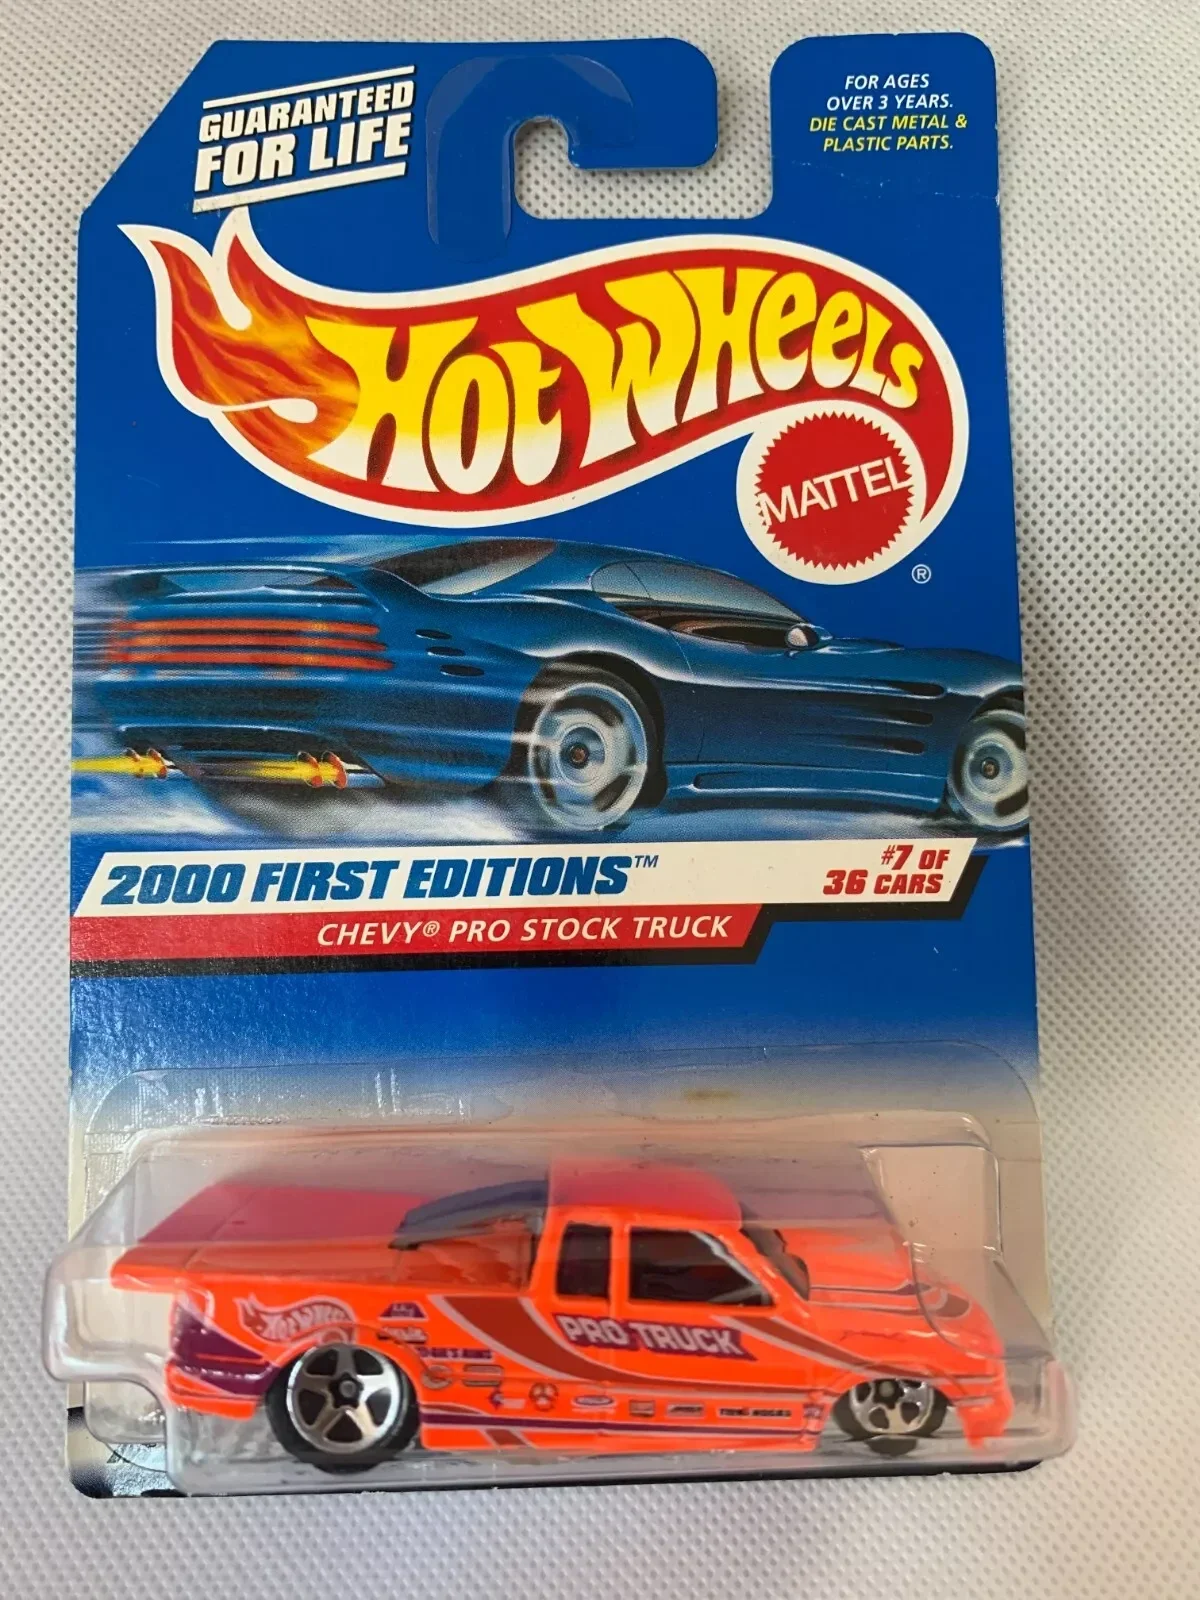 GUARANTEED
FOR LIFE
FOR AGES
OVER 3 YEARS.
DIE CAST METAL &
PLASTIC PARTS.
HOT WHEELS
MATTEL
®
2000 FIRST EDITIONS™
#7 OF
36 CARS
CHEVY® PRO STOCK TRUCK
Hot Wheels
PRO TRUCK